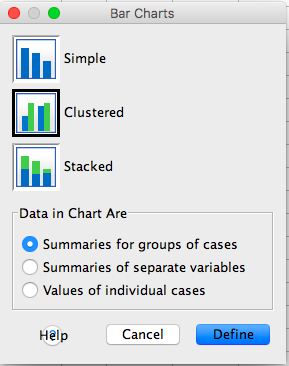 Bar Charts
Simple
Clustered
Stacked
Data in Chart Are
Summaries for groups of cases
Summaries of separate variables
Values of individual cases
Help
Cancel
Define